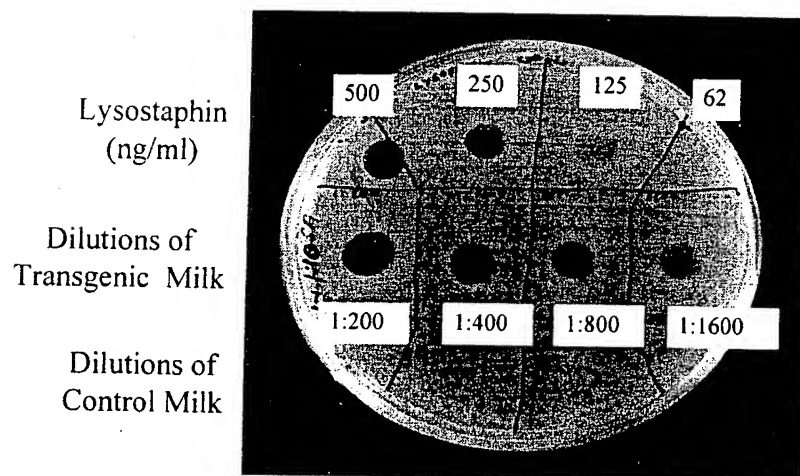 500 250 125 62
Lysostaphin
(ng/ml)
Dilutions of
Transgenic Milk
1:200 1:400 1:800 1:1600
Dilutions of
Control Milk